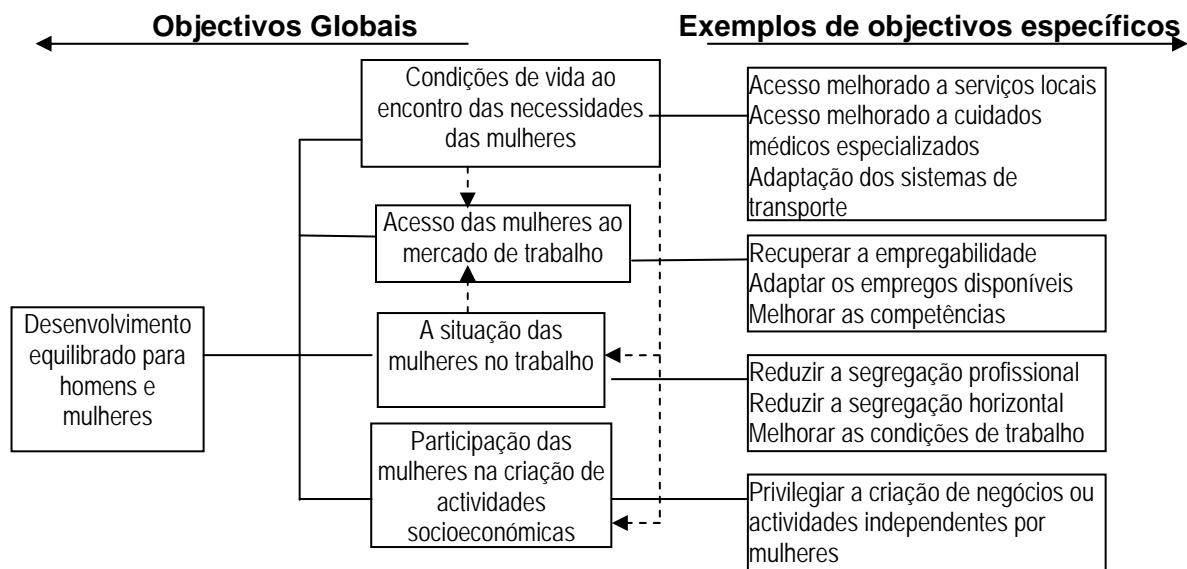 Objectivos Globais
Exemplos de objectivos específicos
Condições de vida ao
encontro das necessidades
das mulheres
Acesso melhorado a serviços locais
Acesso melhorado a cuidados
médicos especializados
Adaptação dos sistemas de
transporte
Acesso das mulheres ao
mercado de trabalho
Recuperar a empregabilidade
Adaptar os empregos disponíveis
Melhorar as competências
Desenvolvimento
equilibrado para
homens e
mulheres
A situação das
mulheres no trabalho
Reduzir a segregação profissional
Reduzir a segregação horizontal
Melhorar as condições de trabalho
Participação das
mulheres na criação de
actividades
socioeconómicas
Privilegiar a criação de negócios ou
actividades independentes por
mulheres